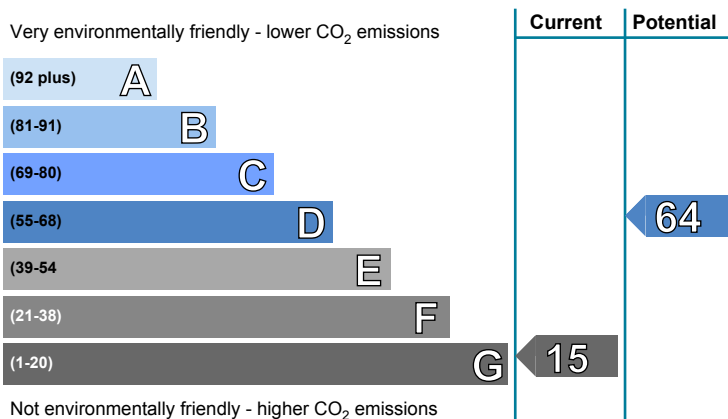 Current Potential
Very environmentally friendly - lower CO2 emissions
(92 plus) A
(81-91) B
(69-80) C
(55-68) D 64
(39-54 E
(21-38) F
(1-20) G 15
Not environmentally friendly - higher CO2 emissions